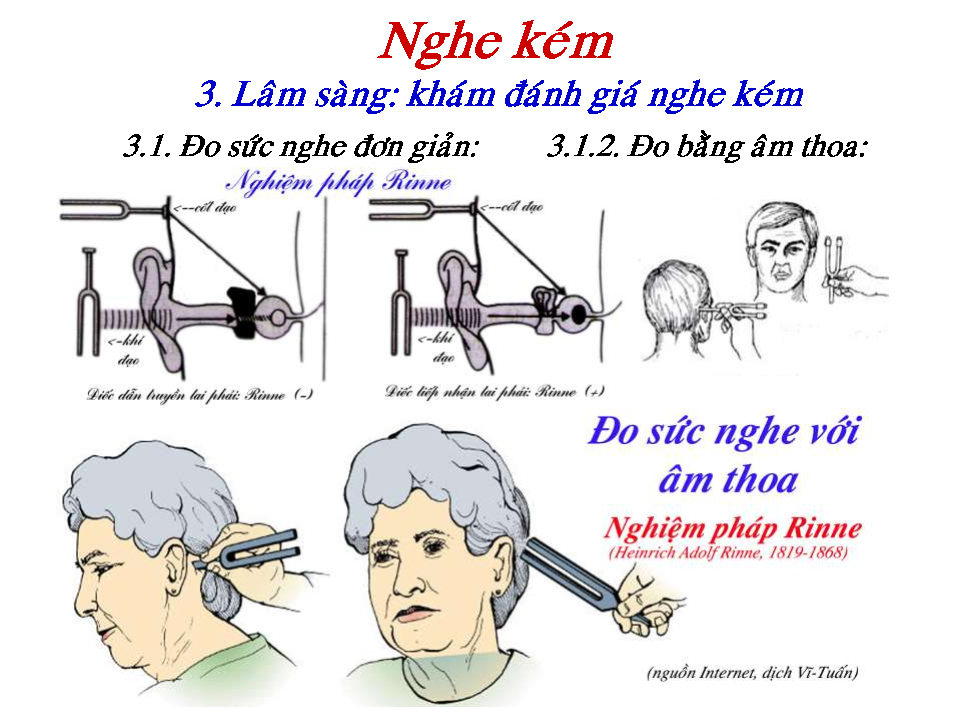 Nghe kém
3. Lâm sàng: khám đánh giá nghe kém
3.1. Đo sức nghe đơn giản:
3.1.2. Đo bằng âm thoa:
Nghiệm pháp Rinne
<--cốt đạo
<-khí
đạo
Điếc dẫn truyền tai phải: Rinne (-)
<--cốt đạo
<-khí
đạo
Điếc tiếp nhận tai phải: Rinne (+)
Đo sức nghe với
âm thoa
Nghiệm pháp Rinne
(Heinrich Adolf Rinne, 1819-1868)
(nguồn Internet, dịch Vĩ-Tuấn)